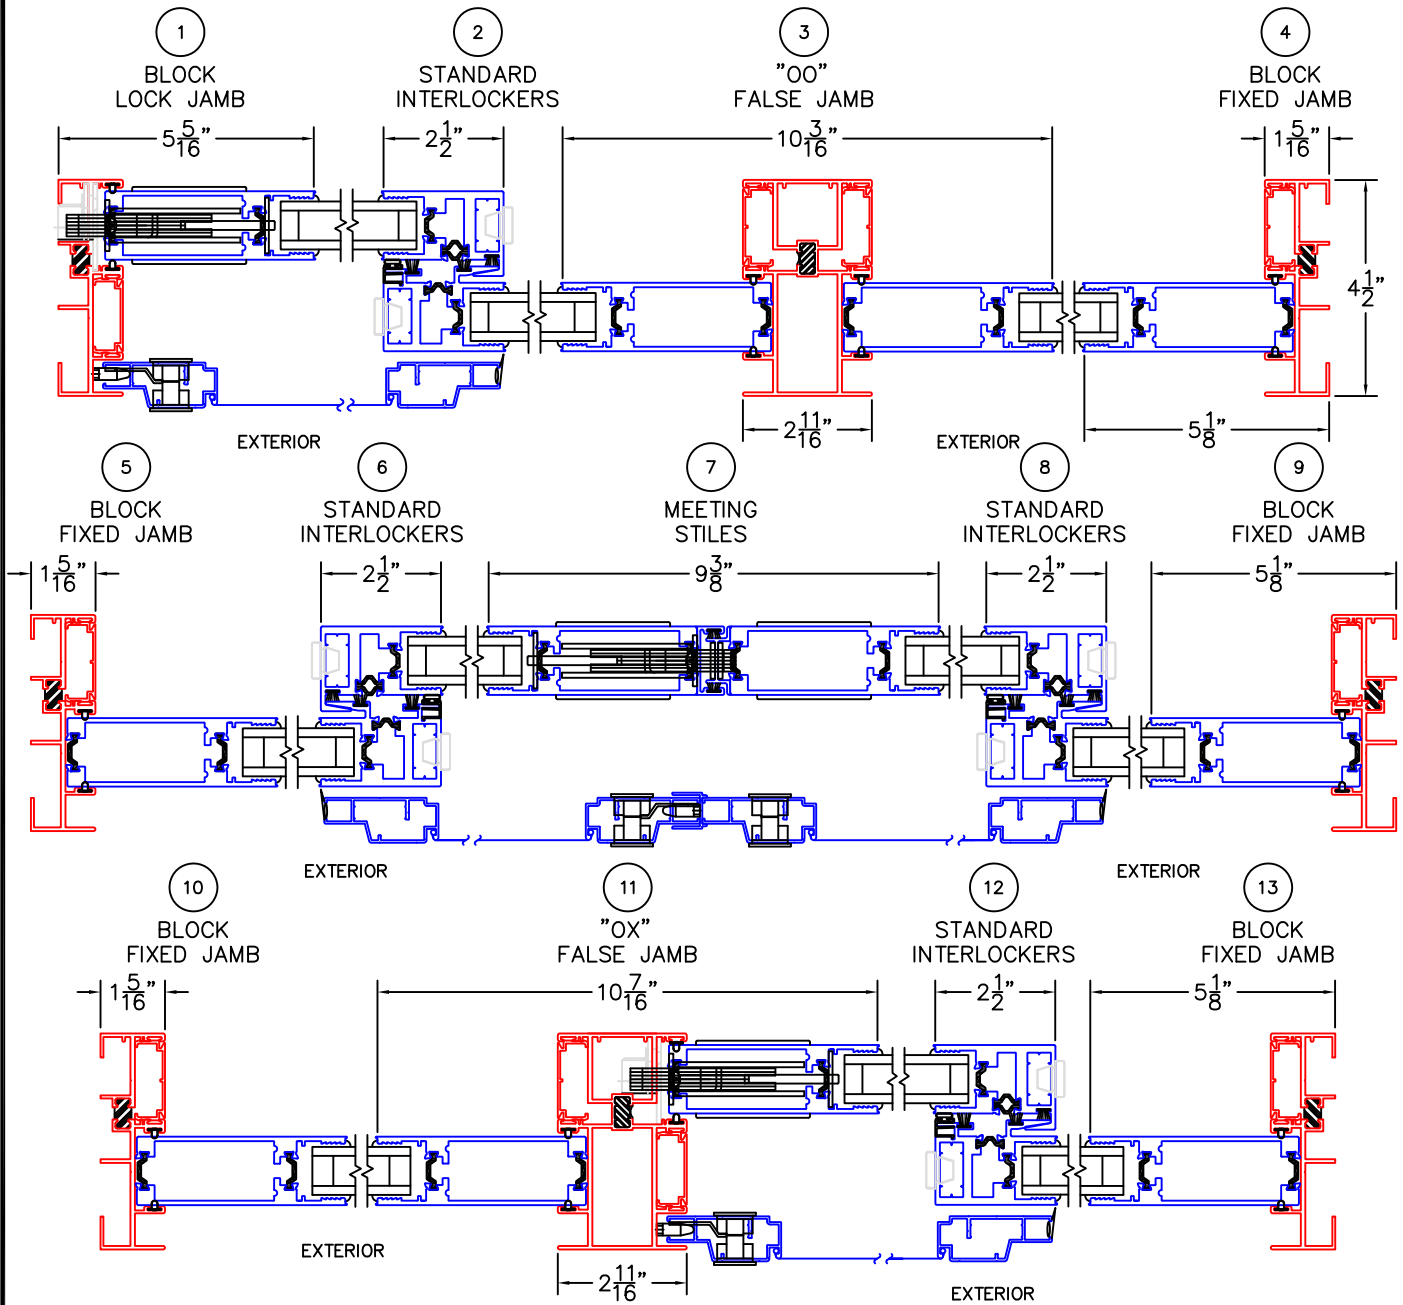 1 2 3 4
BLOCK STANDARD "OO" BLOCK
LOCK JAMB INTERLOCKERS FALSE JAMB FIXED JAMB
5 5/16" 2 1/2" 10 3/16" 1 5/16"
4 1/2"
2 11/16" 5 1/8"
EXTERIOR EXTERIOR
5 6 7 8 9
BLOCK STANDARD MEETING STANDARD BLOCK
FIXED JAMB INTERLOCKERS STILES INTERLOCKERS FIXED JAMB
1 5/16" 2 1/2" 9 3/8" 2 1/2" 5 1/8"
EXTERIOR EXTERIOR
10 11 12 13
BLOCK "OX" STANDARD BLOCK
FIXED JAMB FALSE JAMB INTERLOCKERS FIXED JAMB
1 5/16" 10 7/16" 2 1/2" 5 1/8"
EXTERIOR
2 11/16"
EXTERIOR